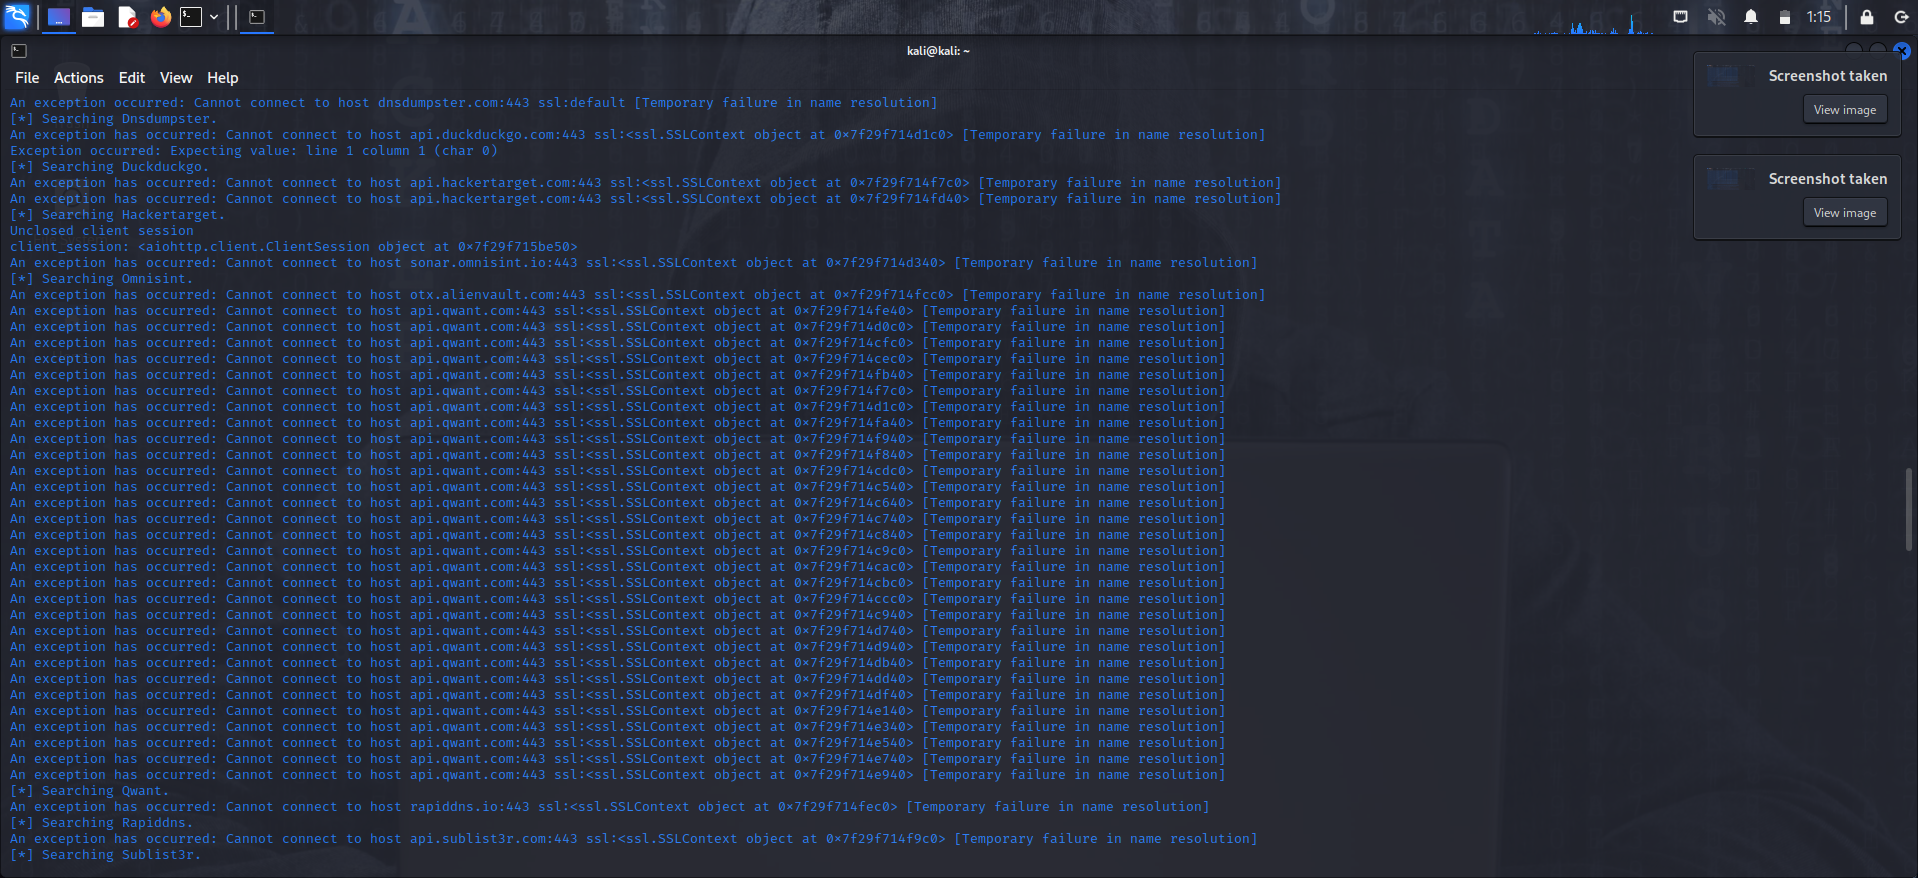 1:15
kali@kali: ~
File Actions Edit View Help
Screenshot taken
View image
Screenshot taken
View image
An exception occurred: Cannot connect to host dnsdumpster.com:443 ssl:default [Temporary failure in name resolution]
[*] Searching Dnsdumpster.
An exception has occurred: Cannot connect to host api.duckduckgo.com:443 ssl:<ssl.SSLContext object at 0×7f29f714d1c0> [Temporary failure in name resolution]
Exception occurred: Expecting value: line 1 column 1 (char 0)
[*] Searching Duckduckgo.
An exception has occurred: Cannot connect to host api.hackertarget.com:443 ssl:<ssl.SSLContext object at 0×7f29f714f7c0> [Temporary failure in name resolution]
An exception has occurred: Cannot connect to host api.hackertarget.com:443 ssl:<ssl.SSLContext object at 0×7f29f714fd40> [Temporary failure in name resolution]
[*] Searching Hackertarget.
Unclosed client session
client_session: <aiohttp.client.ClientSession object at 0×7f29f715be50>
An exception has occurred: Cannot connect to host sonar.omnisint.io:443 ssl:<ssl.SSLContext object at 0×7f29f714d340> [Temporary failure in name resolution]
[*] Searching Omnisint.
An exception has occurred: Cannot connect to host otx.alienvault.com:443 ssl:<ssl.SSLContext object at 0×7f29f714fcc0> [Temporary failure in name resolution]
An exception has occurred: Cannot connect to host api.qwant.com:443 ssl:<ssl.SSLContext object at 0×7f29f714fe40> [Temporary failure in name resolution]
An exception has occurred: Cannot connect to host api.qwant.com:443 ssl:<ssl.SSLContext object at 0×7f29f714d0c0> [Temporary failure in name resolution]
An exception has occurred: Cannot connect to host api.qwant.com:443 ssl:<ssl.SSLContext object at 0×7f29f714cfc0> [Temporary failure in name resolution]
An exception has occurred: Cannot connect to host api.qwant.com:443 ssl:<ssl.SSLContext object at 0×7f29f714cec0> [Temporary failure in name resolution]
An exception has occurred: Cannot connect to host api.qwant.com:443 ssl:<ssl.SSLContext object at 0×7f29f714fb40> [Temporary failure in name resolution]
An exception has occurred: Cannot connect to host api.qwant.com:443 ssl:<ssl.SSLContext object at 0×7f29f714f7c0> [Temporary failure in name resolution]
An exception has occurred: Cannot connect to host api.qwant.com:443 ssl:<ssl.SSLContext object at 0×7f29f714d1c0> [Temporary failure in name resolution]
An exception has occurred: Cannot connect to host api.qwant.com:443 ssl:<ssl.SSLContext object at 0×7f29f714fa40> [Temporary failure in name resolution]
An exception has occurred: Cannot connect to host api.qwant.com:443 ssl:<ssl.SSLContext object at 0×7f29f714f940> [Temporary failure in name resolution]
An exception has occurred: Cannot connect to host api.qwant.com:443 ssl:<ssl.SSLContext object at 0×7f29f714f840> [Temporary failure in name resolution]
An exception has occurred: Cannot connect to host api.qwant.com:443 ssl:<ssl.SSLContext object at 0×7f29f714cdc0> [Temporary failure in name resolution]
An exception has occurred: Cannot connect to host api.qwant.com:443 ssl:<ssl.SSLContext object at 0×7f29f714c540> [Temporary failure in name resolution]
An exception has occurred: Cannot connect to host api.qwant.com:443 ssl:<ssl.SSLContext object at 0×7f29f714c640> [Temporary failure in name resolution]
An exception has occurred: Cannot connect to host api.qwant.com:443 ssl:<ssl.SSLContext object at 0×7f29f714c740> [Temporary failure in name resolution]
An exception has occurred: Cannot connect to host api.qwant.com:443 ssl:<ssl.SSLContext object at 0×7f29f714c840> [Temporary failure in name resolution]
An exception has occurred: Cannot connect to host api.qwant.com:443 ssl:<ssl.SSLContext object at 0×7f29f714c9c0> [Temporary failure in name resolution]
An exception has occurred: Cannot connect to host api.qwant.com:443 ssl:<ssl.SSLContext object at 0×7f29f714cac0> [Temporary failure in name resolution]
An exception has occurred: Cannot connect to host api.qwant.com:443 ssl:<ssl.SSLContext object at 0×7f29f714cbc0> [Temporary failure in name resolution]
An exception has occurred: Cannot connect to host api.qwant.com:443 ssl:<ssl.SSLContext object at 0×7f29f714ccc0> [Temporary failure in name resolution]
An exception has occurred: Cannot connect to host api.qwant.com:443 ssl:<ssl.SSLContext object at 0×7f29f714c940> [Temporary failure in name resolution]
An exception has occurred: Cannot connect to host api.qwant.com:443 ssl:<ssl.SSLContext object at 0×7f29f714d740> [Temporary failure in name resolution]
An exception has occurred: Cannot connect to host api.qwant.com:443 ssl:<ssl.SSLContext object at 0×7f29f714d940> [Temporary failure in name resolution]
An exception has occurred: Cannot connect to host api.qwant.com:443 ssl:<ssl.SSLContext object at 0×7f29f714db40> [Temporary failure in name resolution]
An exception has occurred: Cannot connect to host api.qwant.com:443 ssl:<ssl.SSLContext object at 0×7f29f714dd40> [Temporary failure in name resolution]
An exception has occurred: Cannot connect to host api.qwant.com:443 ssl:<ssl.SSLContext object at 0×7f29f714df40> [Temporary failure in name resolution]
An exception has occurred: Cannot connect to host api.qwant.com:443 ssl:<ssl.SSLContext object at 0×7f29f714e140> [Temporary failure in name resolution]
An exception has occurred: Cannot connect to host api.qwant.com:443 ssl:<ssl.SSLContext object at 0×7f29f714e340> [Temporary failure in name resolution]
An exception has occurred: Cannot connect to host api.qwant.com:443 ssl:<ssl.SSLContext object at 0×7f29f714e540> [Temporary failure in name resolution]
An exception has occurred: Cannot connect to host api.qwant.com:443 ssl:<ssl.SSLContext object at 0×7f29f714e740> [Temporary failure in name resolution]
An exception has occurred: Cannot connect to host api.qwant.com:443 ssl:<ssl.SSLContext object at 0×7f29f714e940> [Temporary failure in name resolution]
[*] Searching Qwant.
An exception has occurred: Cannot connect to host rapiddns.io:443 ssl:<ssl.SSLContext object at 0×7f29f714fec0> [Temporary failure in name resolution]
[*] Searching Rapiddns.
An exception has occurred: Cannot connect to host api.sublist3r.com:443 ssl:<ssl.SSLContext object at 0×7f29f714f9c0> [Temporary failure in name resolution]
[*] Searching Sublist3r.